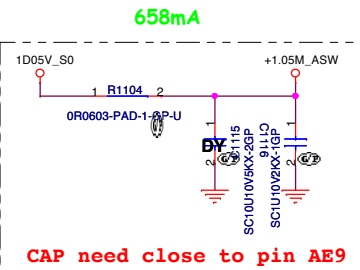 658mA
1D05V_S0
+1.05M_ASW
1 R1104 2
0R0603-PAD-1-GP-U
1
1
DY
C1115
SC10U10V5KX-2GP
C1116
SC1U10V2KX-1GP
2
2
CAP need close to pin AE9